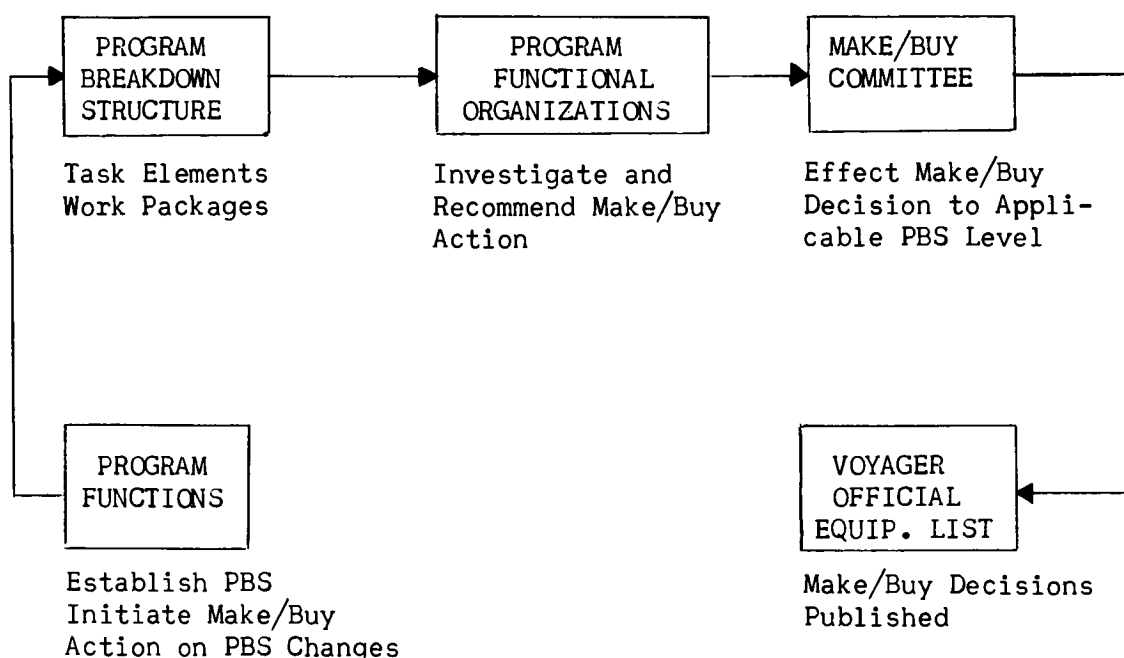 PROGRAM
BREAKDOWN
STRUCTURE
Task Elements
Work Packages
PROGRAM
FUNCTIONAL
ORGANIZATIONS
Investigate and
Recommend Make/Buy
Action
MAKE/BUY
COMMITTEE
Effect Make/Buy
Decision to Appli-
cable PBS Level
PROGRAM
FUNCTIONS
Establish PBS
Initiate Make/Buy
Action on PBS Changes
VOYAGER
OFFICIAL
EQUIP. LIST
Make/Buy Decisions
Published